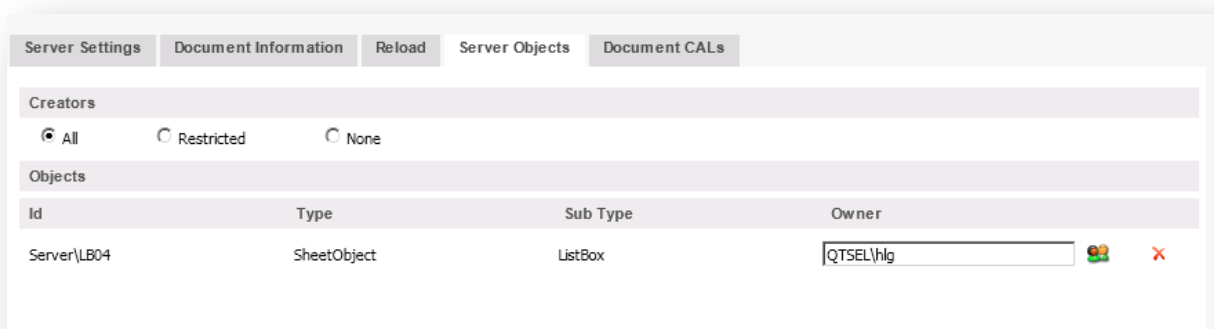 Server Settings Document Information Reload Server Objects Document CALs
Creators
All Restricted None
Objects
Id Type Sub Type Owner
Server\LB04 SheetObject ListBox QTSEL\hlg